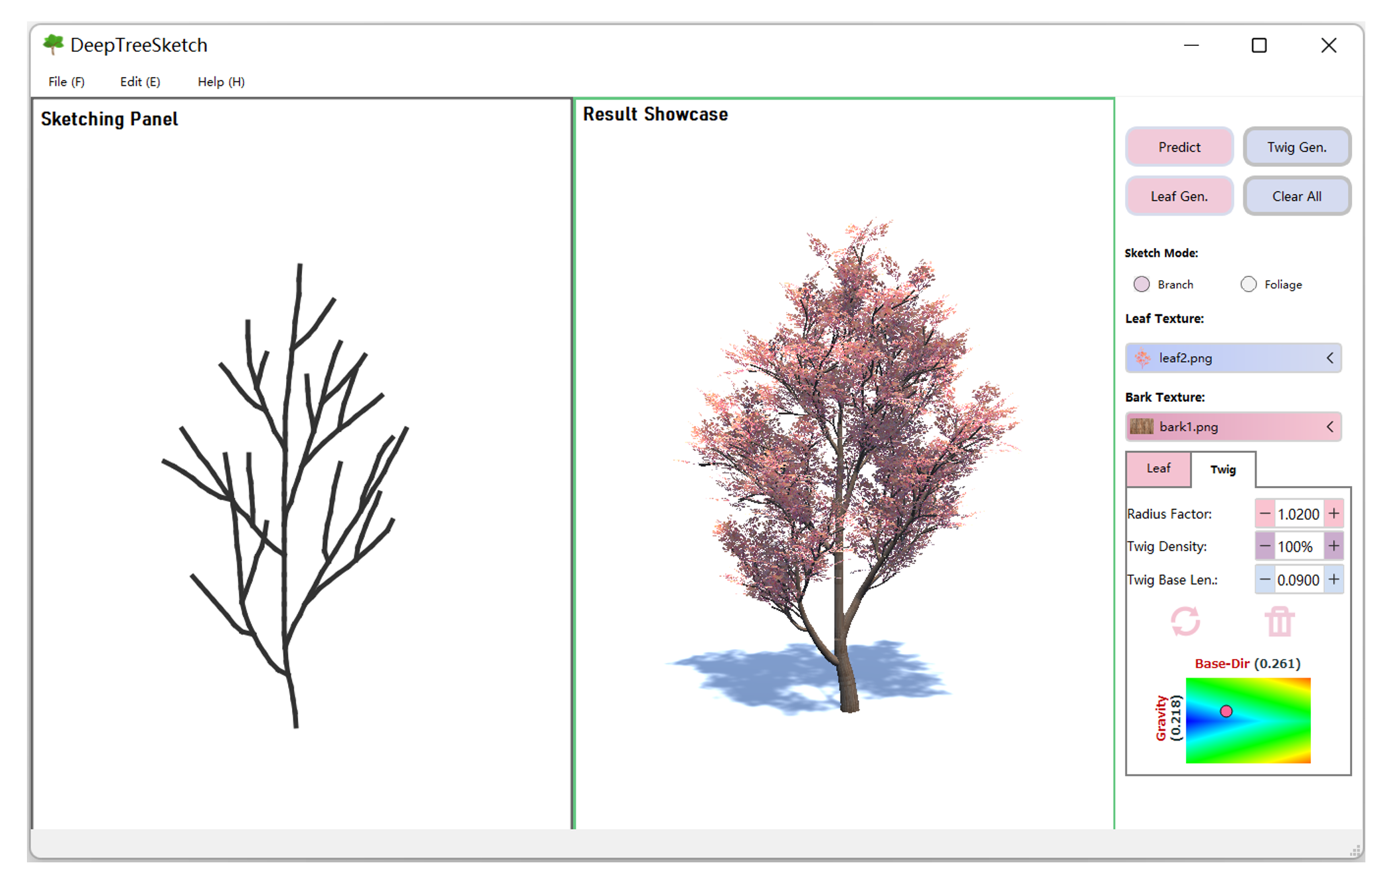 DeepTreeSketch
File (F) Edit (E) Help (H)
Sketching Panel
Result Showcase
Predict Twig Gen.
Leaf Gen. Clear All
Sketch Mode:
Branch Foliage
Leaf Texture:
leaf2.png
Bark Texture:
bark1.png
Leaf Twig
Radius Factor: − 1.0200 +
Twig Density: − 100% +
Twig Base Len.: − 0.0900 +
Base-Dir (0.261)
Gravity
(0.218)